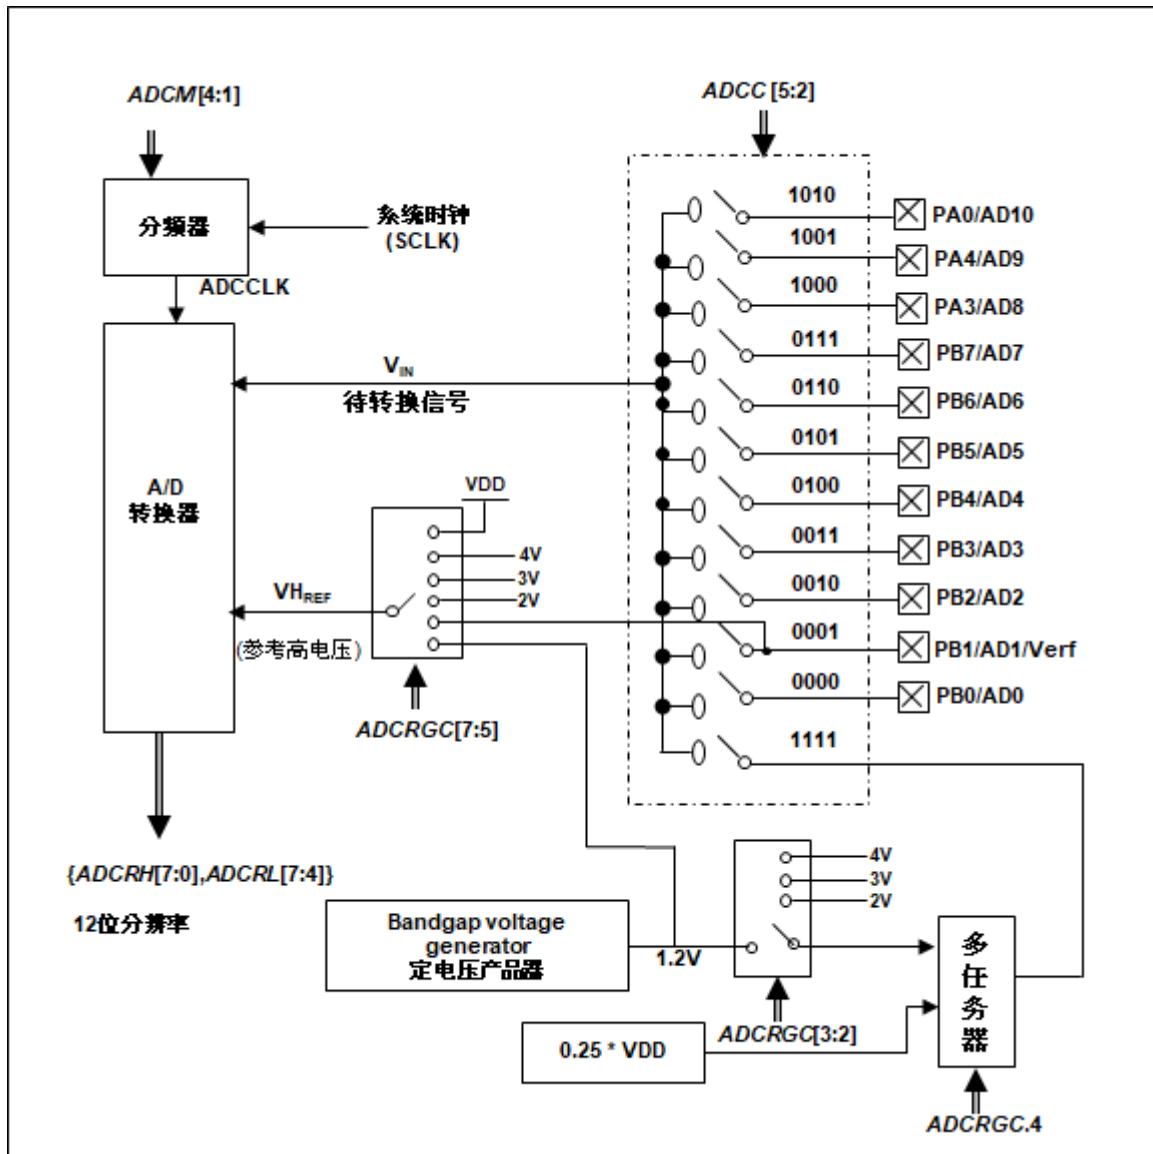 ADCM[4:1]
ADCC [5:2]
分频器
系统时钟
(SCLK)
ADCCLK
1010
PA0/AD10
1001
PA4/AD9
1000
PA3/AD8
0111
PB7/AD7
VIN
待转换信号
0110
PB6/AD6
0101
PB5/AD5
A/D
转换器
VDD
0100
PB4/AD4
4V
3V
2V
0011
PB3/AD3
VHREF
(参考高电压)
0010
PB2/AD2
0001
PB1/AD1/Verf
0000
PB0/AD0
ADCRGC[7:5]
1111
{ADCRH[7:0],ADCRL[7:4]}
12位分辨率
4V
3V
2V
Bandgap voltage
generator
定电压产品器
1.2V
多任务器
ADCRGC[3:2]
0.25 * VDD
ADCRGC.4